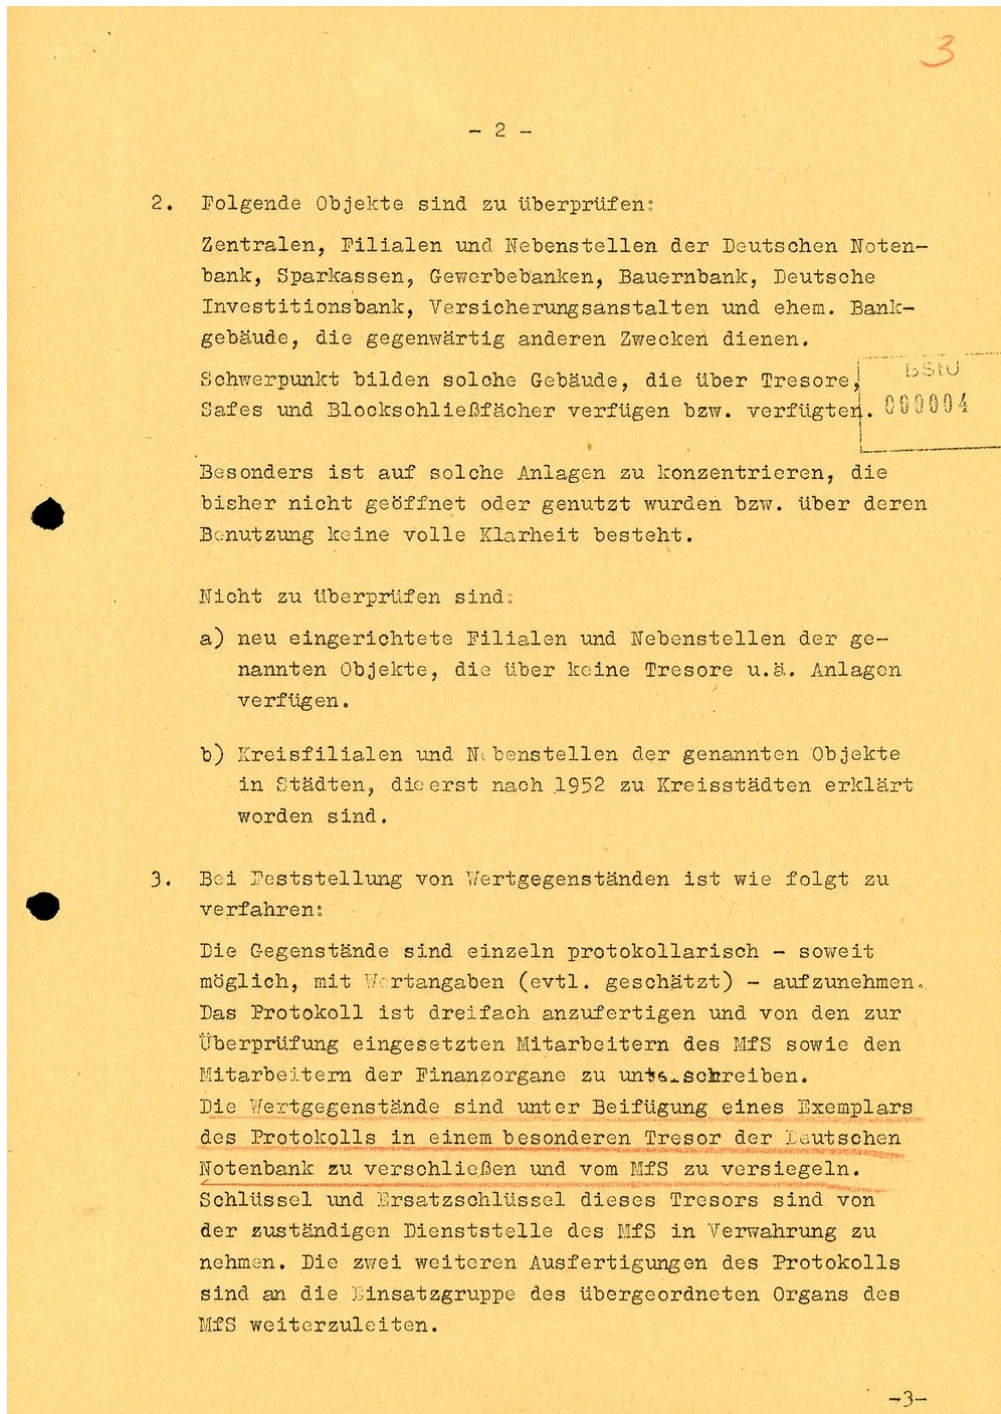 3
- 2 -
2. Folgende Objekte sind zu überprüfen:
Zentralen, Filialen und Nebenstellen der Deutschen Noten-
bank, Sparkassen, Gewerbebanken, Bauernbank, Deutsche
Investitionsbank, Versicherungsanstalten und ehem. Bank-
gebäude, die gegenwärtig anderen Zwecken dienen.
Schwerpunkt bilden solche Gebäude, die über Tresore,
BStU
Safes und Blockschließfächer verfügen bzw. verfügten.
000004
Besonders ist auf solche Anlagen zu konzentrieren, die
bisher nicht geöffnet oder genutzt wurden bzw. über deren
Benutzung keine volle Klarheit besteht.
Nicht zu überprüfen sind:
a) neu eingerichtete Filialen und Nebenstellen der ge-
nannten Objekte, die über keine Tresore u.ä. Anlagen
verfügen.
b) Kreisfilialen und Nebenstellen der genannten Objekte
in Städten, die erst nach 1952 zu Kreisstädten erklärt
worden sind.
3. Bei Feststellung von Wertgegenständen ist wie folgt zu
verfahren:
Die Gegenstände sind einzeln protokollarisch - soweit
möglich, mit Wertangaben (evtl. geschätzt) - aufzunehmen.
Das Protokoll ist dreifach anzufertigen und von den zur
Überprüfung eingesetzten Mitarbeitern des MfS sowie den
Mitarbeitern der Finanzorgane zu unterschreiben.
Die Wertgegenstände sind unter Beifügung eines Exemplars
des Protokolls in einem besonderen Tresor der Deutschen
Notenbank zu verschließen und vom MfS zu versiegeln.
Schlüssel und Ersatzschlüssel dieses Tresors sind von
der zuständigen Dienststelle des MfS in Verwahrung zu
nehmen. Die zwei weiteren Ausfertigungen des Protokolls
sind an die Einsatzgruppe des übergeordneten Organs des
MfS weiterzuleiten.
-3-